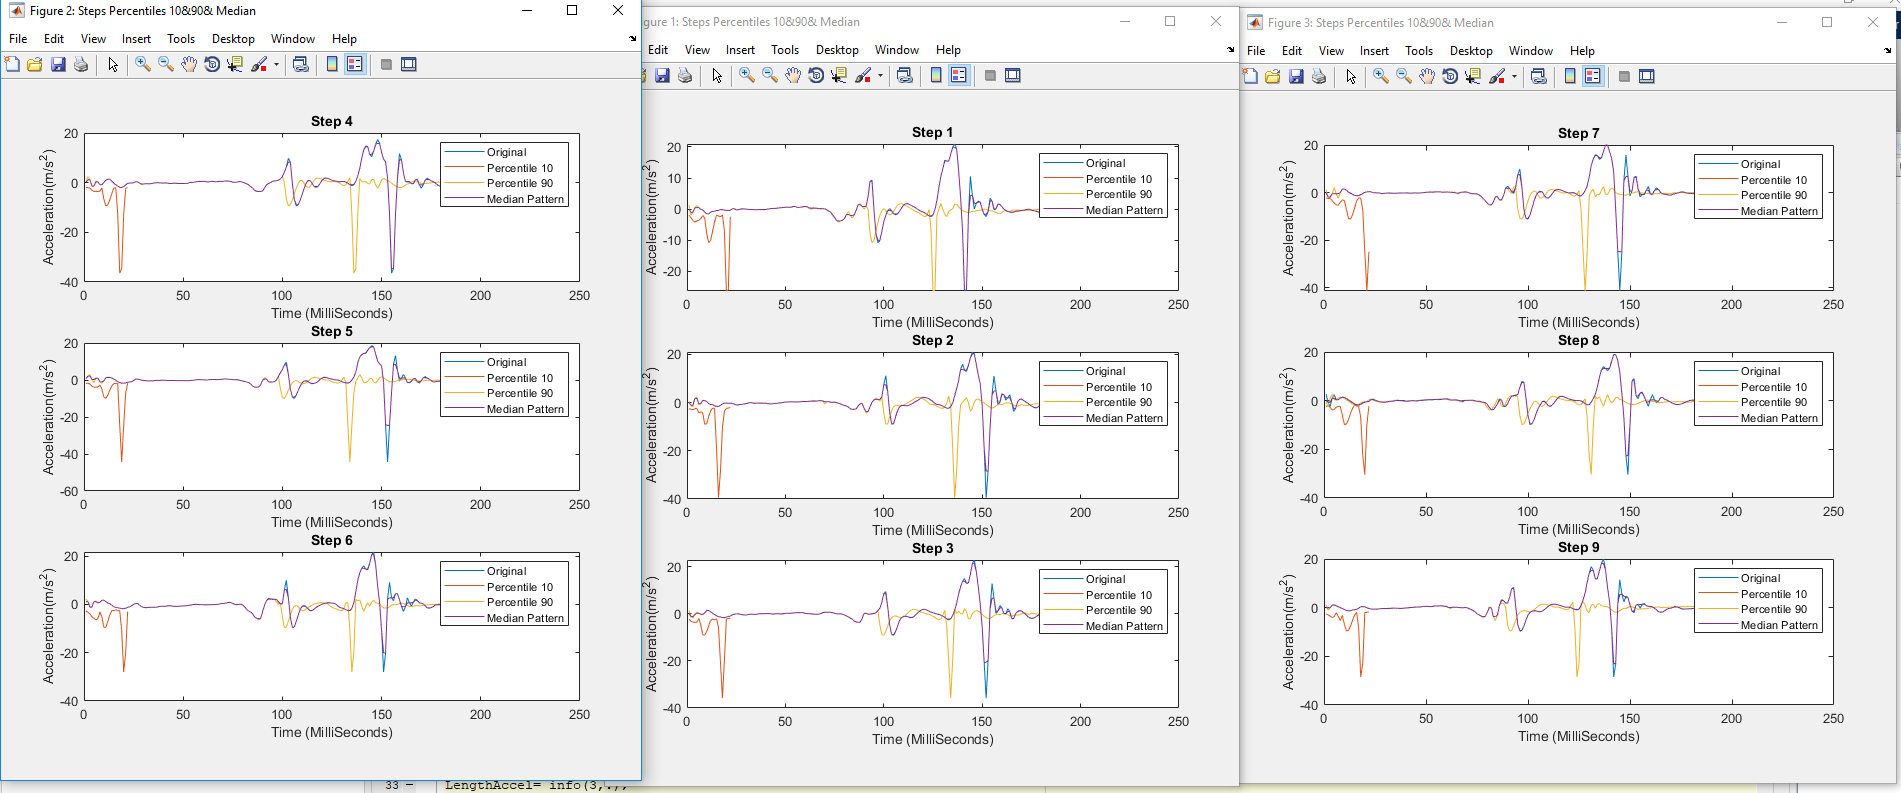 Figure 2: Steps Percentiles 10&90& Median
File Edit View Insert Tools Desktop Window Help
Step 4
Acceleration(m/s²)
20
0
-20
-40
0 50 100 150 200 250
Time (MilliSeconds)
Original
Percentile 10
Percentile 90
Median Pattern
Step 5
Acceleration(m/s²)
20
0
-20
-40
-60
0 50 100 150 200 250
Time (MilliSeconds)
Original
Percentile 10
Percentile 90
Median Pattern
Step 6
Acceleration(m/s²)
20
0
-20
-40
0 50 100 150 200 250
Time (MilliSeconds)
Original
Percentile 10
Percentile 90
Median Pattern
gure 1: Steps Percentiles 10&90& Median
Edit View Insert Tools Desktop Window Help
Step 1
Acceleration(m/s²)
20
10
0
-10
-20
0 50 100 150 200 250
Time (MilliSeconds)
Original
Percentile 10
Percentile 90
Median Pattern
Step 2
Acceleration(m/s²)
20
0
-20
-40
0 50 100 150 200 250
Time (MilliSeconds)
Original
Percentile 10
Percentile 90
Median Pattern
Step 3
Acceleration(m/s²)
20
0
-20
-40
0 50 100 150 200 250
Time (MilliSeconds)
Original
Percentile 10
Percentile 90
Median Pattern
Figure 3: Steps Percentiles 10&90& Median
File Edit View Insert Tools Desktop Window Help
Step 7
Acceleration(m/s²)
20
0
-20
-40
0 50 100 150 200 250
Time (MilliSeconds)
Original
Percentile 10
Percentile 90
Median Pattern
Step 8
Acceleration(m/s²)
20
0
-20
-40
0 50 100 150 200 250
Time (MilliSeconds)
Original
Percentile 10
Percentile 90
Median Pattern
Step 9
Acceleration(m/s²)
20
0
-20
-40
0 50 100 150 200 250
Time (MilliSeconds)
Original
Percentile 10
Percentile 90
Median Pattern
33 – LengthAccel= info(3,:);